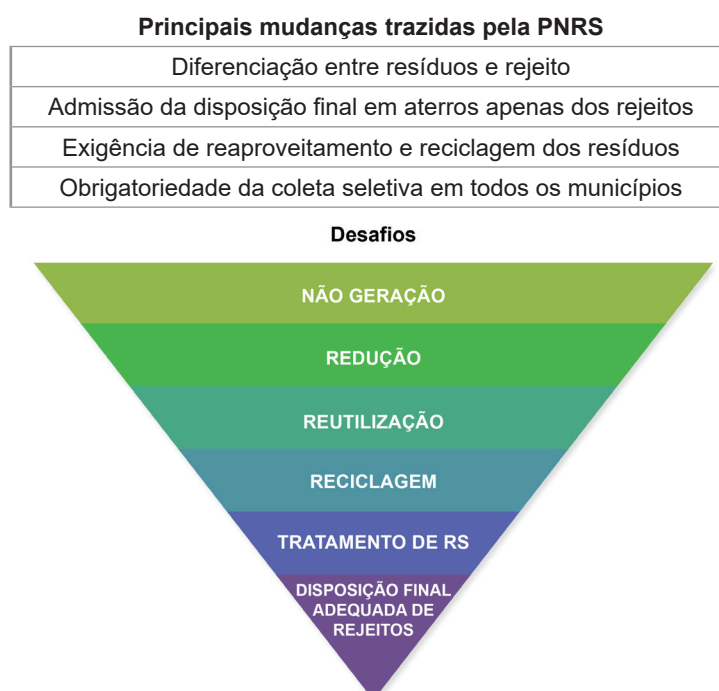 Principais mudanças trazidas pela PNRS
Diferenciação entre resíduos e rejeito
Admissão da disposição final em aterros apenas dos rejeitos
Exigência de reaproveitamento e reciclagem dos resíduos
Obrigatoriedade da coleta seletiva em todos os municípios
Desafios
NÃO GERAÇÃO
REDUÇÃO
REUTILIZAÇÃO
RECICLAGEM
TRATAMENTO DE RS
DISPOSIÇÃO FINAL
ADEQUADA DE
REJEITOS